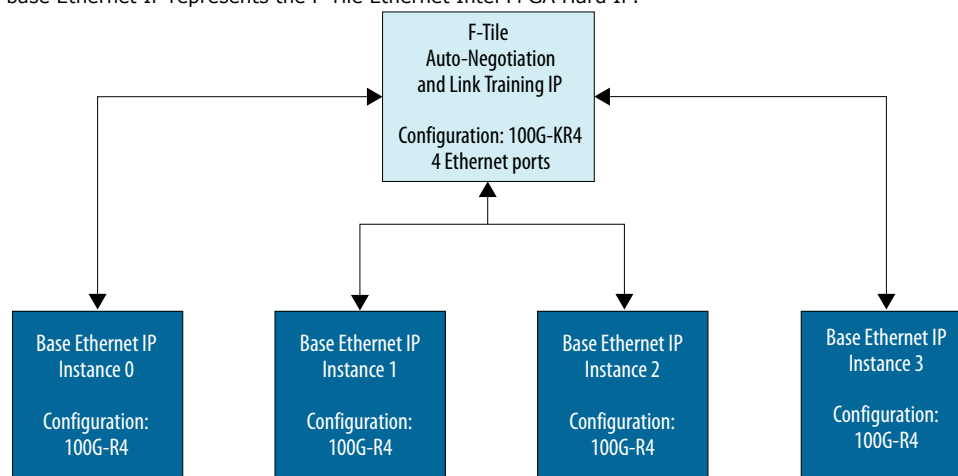 base Ethernet IP represents the F-Tile Ethernet Intel FPGA Hard IP.
F-Tile
Auto-Negotiation
and Link Training IP
Configuration: 100G-KR4
4 Ethernet ports
Base Ethernet IP
Instance 0
Configuration:
100G-R4
Base Ethernet IP
Instance 1
Configuration:
100G-R4
Base Ethernet IP
Instance 2
Configuration:
100G-R4
Base Ethernet IP
Instance 3
Configuration:
100G-R4